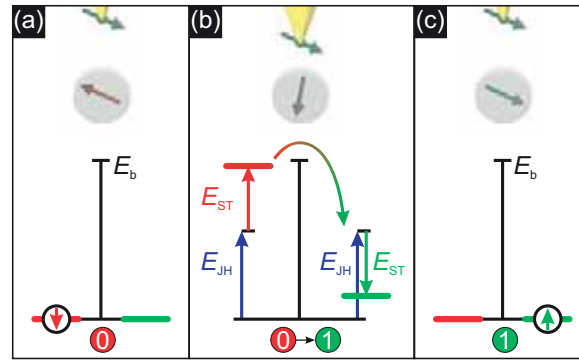 (a)
(b)
(c)
E_b
E_b
E_ST
E_JH
E_JH
E_ST
0
0 → 1
1